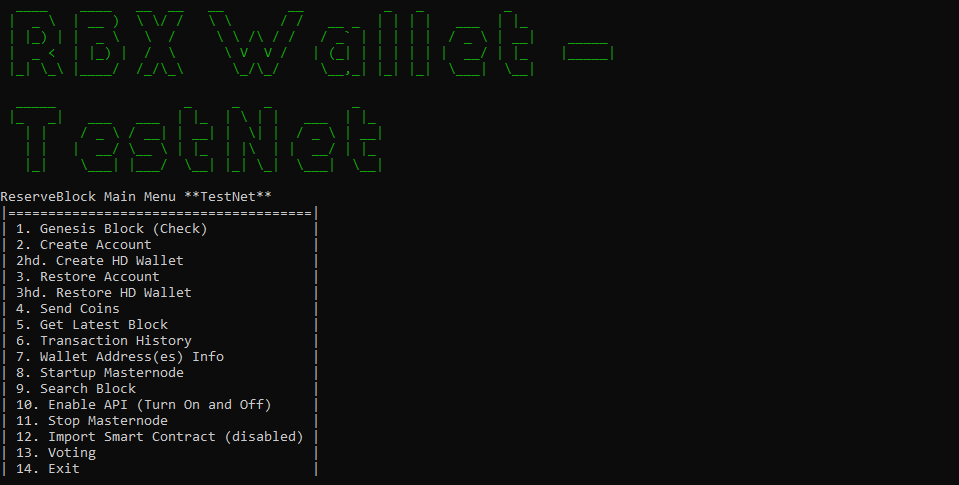 RBX Wallet -
TestNet
ReserveBlock Main Menu **TestNet**
|======================================|
| 1. Genesis Block (Check) |
| 2. Create Account |
| 2hd. Create HD Wallet |
| 3. Restore Account |
| 3hd. Restore HD Wallet |
| 4. Send Coins |
| 5. Get Latest Block |
| 6. Transaction History |
| 7. Wallet Address(es) Info |
| 8. Startup Masternode |
| 9. Search Block |
| 10. Enable API (Turn On and Off) |
| 11. Stop Masternode |
| 12. Import Smart Contract (disabled) |
| 13. Voting |
| 14. Exit |